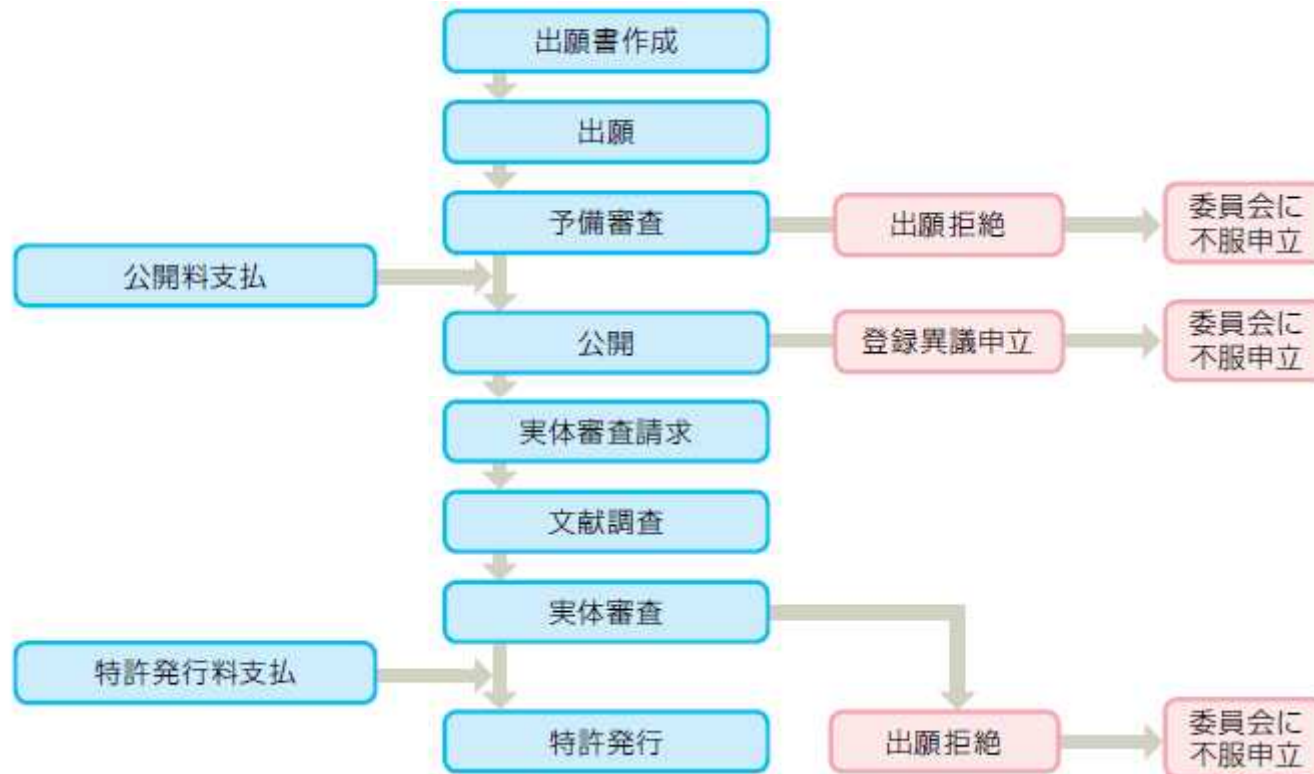 出願書作成
出願
予備審査
出願拒絶
委員会に
不服申立
公開料支払
公開
登録異議申立
委員会に
不服申立
実体審査請求
文献調査
実体審査
特許発行料支払
特許発行
出願拒絶
委員会に
不服申立